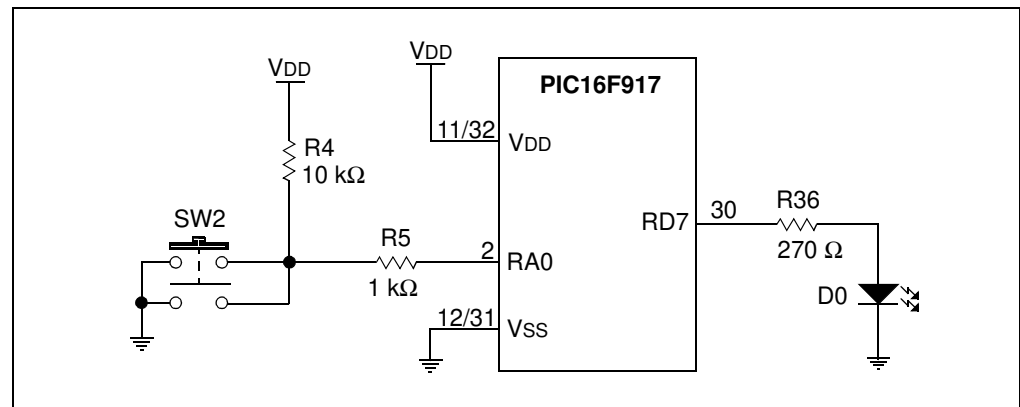 VDD
VDD
PIC16F917
11/32
VDD
R4
10 kΩ
SW2
R5
1 kΩ
2
RA0
RD7
30
R36
270 Ω
D0
12/31
VSS